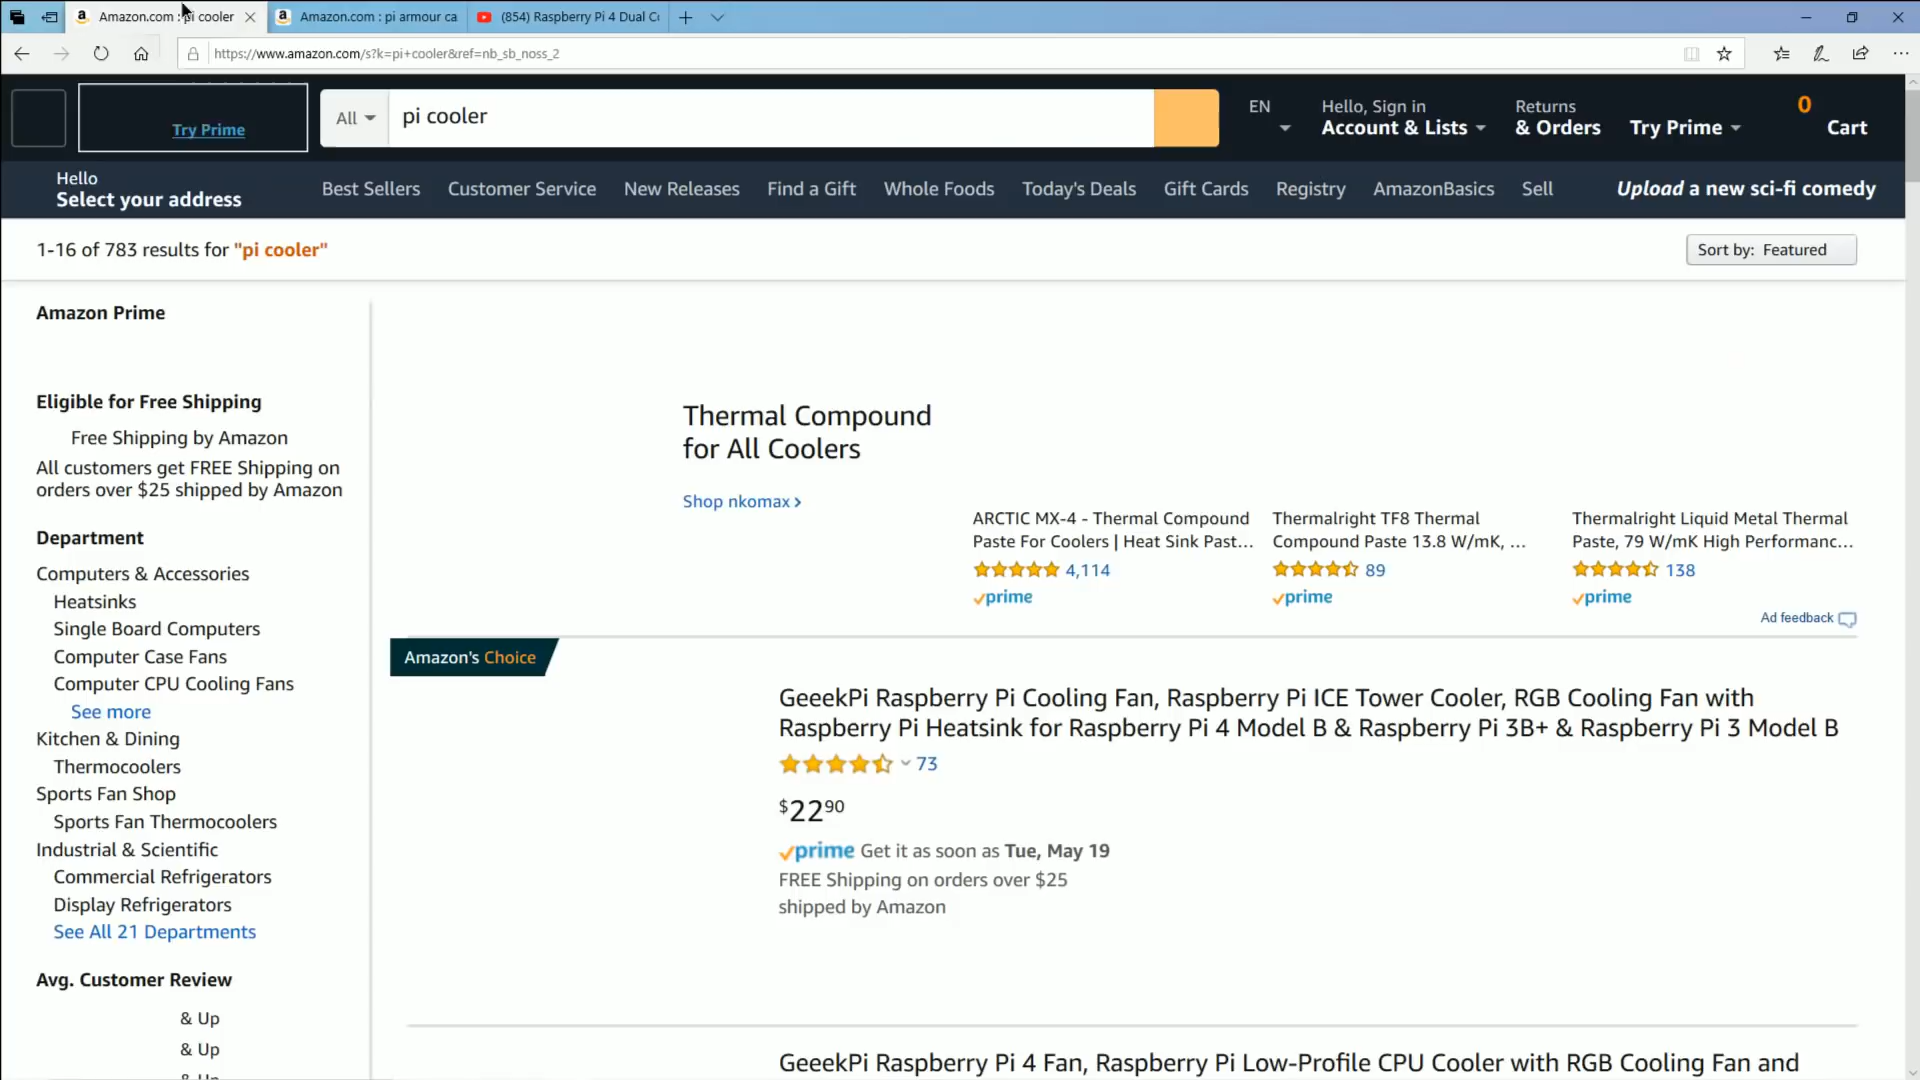 Amazon.com : pi cooler
Amazon.com : pi armour ca
(854) Raspberry Pi 4 Dual Co
https://www.amazon.com/s?k=pi+cooler&ref=nb_sb_noss_2
Try Prime
All
pi cooler
EN
Hello, Sign in
Account & Lists
Returns
& Orders
Try Prime
0
Cart
Hello
Select your address
Best Sellers
Customer Service
New Releases
Find a Gift
Whole Foods
Today's Deals
Gift Cards
Registry
AmazonBasics
Sell
Upload a new sci-fi comedy
1-16 of 783 results for "pi cooler"
Sort by: Featured
Amazon Prime
Eligible for Free Shipping
Free Shipping by Amazon
All customers get FREE Shipping on
orders over $25 shipped by Amazon
Department
Computers & Accessories
Heatsinks
Single Board Computers
Computer Case Fans
Computer CPU Cooling Fans
See more
Kitchen & Dining
Thermocoolers
Sports Fan Shop
Sports Fan Thermocoolers
Industrial & Scientific
Commercial Refrigerators
Display Refrigerators
See All 21 Departments
Avg. Customer Review
& Up
& Up
Thermal Compound
for All Coolers
Shop nkomax
ARCTIC MX-4 - Thermal Compound
Paste For Coolers | Heat Sink Past...
4,114
prime
Thermalright TF8 Thermal
Compound Paste 13.8 W/mK, ...
89
prime
Thermalright Liquid Metal Thermal
Paste, 79 W/mK High Performanc...
138
prime
Ad feedback
Amazon's Choice
GeeekPi Raspberry Pi Cooling Fan, Raspberry Pi ICE Tower Cooler, RGB Cooling Fan with
Raspberry Pi Heatsink for Raspberry Pi 4 Model B & Raspberry Pi 3B+ & Raspberry Pi 3 Model B
73
$22 90
prime Get it as soon as Tue, May 19
FREE Shipping on orders over $25
shipped by Amazon
GeeekPi Raspberry Pi 4 Fan, Raspberry Pi Low-Profile CPU Cooler with RGB Cooling Fan and